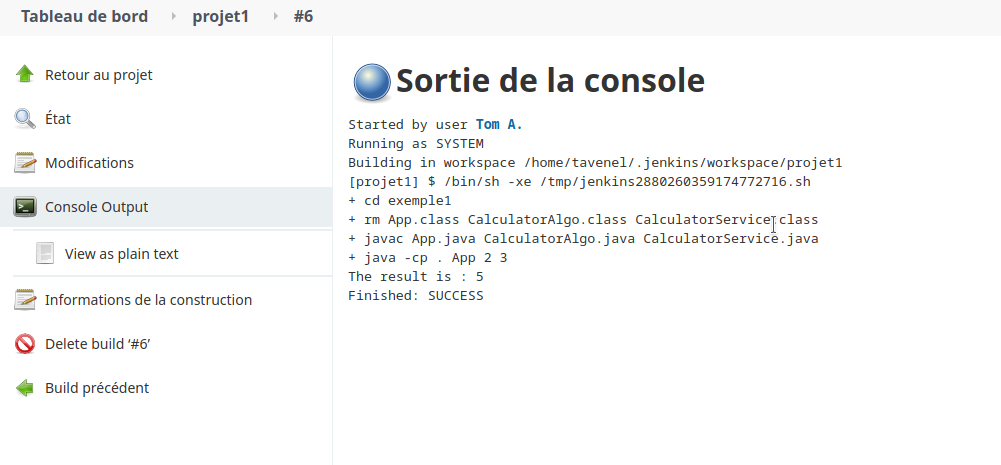 Tableau de bord projet1 #6
Retour au projet
État
Modifications
Console Output
View as plain text
Informations de la construction
Delete build ‘#6’
Build précédent
Sortie de la console
Started by user Tom A.
Running as SYSTEM
Building in workspace /home/tavenel/.jenkins/workspace/projet1
[projet1] $ /bin/sh -xe /tmp/jenkins2880260359174772716.sh
+ cd exemple1
+ rm App.class CalculatorAlgo.class CalculatorService.class
+ javac App.java CalculatorAlgo.java CalculatorService.java
+ java -cp . App 2 3
The result is : 5
Finished: SUCCESS